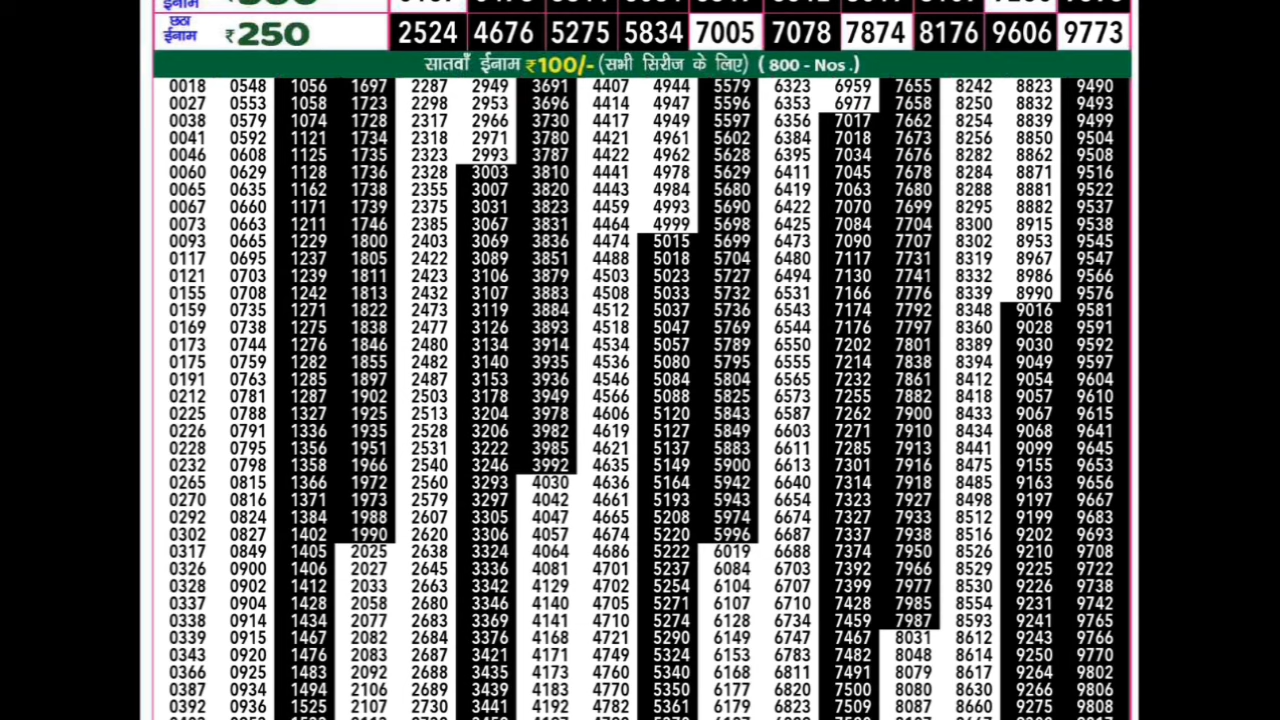 ईनाम
छठा
ईनाम ₹250 2524 4676 5275 5834 7005 7078 7874 8176 9606 9773
सातवाँ ईनाम ₹100/- (सभी सिरीज के लिए) ( 800 - Nos.)
0018 0548 1056 1697 2287 2949 3691 4407 4944 5579 6323 6959 7655 8242 8823 9490
0027 0553 1058 1723 2298 2953 3696 4414 4947 5596 6353 6977 7658 8250 8832 9493
0038 0579 1074 1728 2317 2966 3730 4417 4949 5597 6356 7017 7662 8254 8839 9499
0041 0592 1121 1734 2318 2971 3780 4421 4961 5602 6384 7018 7673 8256 8850 9504
0046 0608 1125 1735 2323 2993 3787 4422 4962 5628 6395 7034 7676 8282 8862 9508
0060 0629 1128 1736 2328 3003 3810 4441 4978 5629 6411 7045 7678 8284 8871 9516
0065 0635 1162 1738 2355 3007 3820 4443 4984 5680 6419 7063 7680 8288 8881 9522
0067 0660 1171 1739 2375 3031 3823 4459 4993 5690 6422 7070 7699 8295 8882 9537
0073 0663 1211 1746 2385 3067 3831 4464 4999 5698 6425 7084 7704 8300 8915 9538
0093 0665 1229 1800 2403 3069 3836 4474 5015 5699 6473 7090 7707 8302 8953 9545
0117 0695 1237 1805 2422 3089 3851 4488 5018 5704 6480 7117 7731 8319 8967 9547
0121 0703 1239 1811 2423 3106 3879 4503 5023 5727 6494 7130 7741 8332 8986 9566
0155 0708 1242 1813 2432 3107 3883 4508 5033 5732 6531 7166 7776 8339 8990 9576
0159 0735 1271 1822 2473 3119 3884 4512 5037 5736 6543 7174 7792 8348 9016 9581
0169 0738 1275 1838 2477 3126 3893 4518 5047 5769 6544 7176 7797 8360 9028 9591
0173 0744 1276 1846 2480 3134 3914 4534 5057 5789 6550 7202 7801 8389 9030 9592
0175 0759 1282 1855 2482 3140 3935 4536 5080 5795 6555 7214 7838 8394 9049 9597
0191 0763 1285 1897 2487 3153 3936 4546 5084 5804 6565 7232 7861 8412 9054 9604
0212 0781 1287 1902 2503 3178 3949 4566 5088 5825 6573 7255 7882 8418 9057 9610
0225 0788 1327 1925 2513 3204 3978 4606 5120 5843 6587 7262 7900 8433 9067 9615
0226 0791 1336 1935 2528 3206 3982 4619 5127 5849 6603 7271 7910 8434 9068 9641
0228 0795 1356 1951 2531 3222 3985 4621 5137 5883 6611 7285 7913 8441 9099 9645
0232 0798 1358 1966 2540 3246 3992 4635 5149 5900 6613 7301 7916 8475 9155 9653
0265 0815 1366 1972 2560 3293 4030 4636 5164 5942 6640 7314 7918 8485 9163 9656
0270 0816 1371 1973 2579 3297 4042 4661 5193 5943 6654 7323 7927 8498 9197 9667
0292 0824 1384 1988 2607 3305 4047 4665 5208 5974 6674 7327 7933 8512 9199 9683
0302 0827 1402 1990 2620 3306 4057 4674 5220 5996 6687 7337 7938 8516 9202 9693
0317 0849 1405 2025 2638 3324 4064 4686 5222 6019 6688 7374 7950 8526 9210 9708
0326 0900 1406 2027 2645 3336 4081 4701 5237 6084 6703 7392 7966 8529 9225 9722
0328 0902 1412 2033 2663 3342 4129 4702 5254 6104 6707 7399 7977 8530 9226 9738
0337 0904 1428 2058 2680 3346 4140 4705 5271 6107 6710 7428 7985 8554 9231 9742
0338 0914 1434 2077 2683 3369 4141 4710 5274 6128 6734 7459 7987 8593 9241 9765
0339 0915 1467 2082 2684 3376 4168 4721 5290 6149 6747 7467 8031 8612 9243 9766
0343 0920 1476 2083 2687 3421 4171 4749 5324 6153 6783 7482 8048 8614 9250 9770
0366 0925 1483 2092 2688 3435 4173 4760 5340 6168 6811 7491 8079 8617 9264 9802
0387 0934 1494 2106 2689 3439 4183 4770 5350 6177 6820 7500 8080 8630 9266 9806
0392 0936 1525 2107 2730 3441 4192 4782 5361 6179 6823 7509 8087 8660 9280 9808